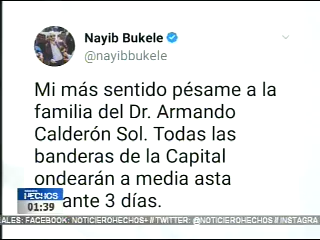 Nayib Bukele
@nayibbukele
Mi más sentido pésame a la
familia del Dr. Armando
Calderón Sol. Todas las
banderas de la Capital
ondearán a media asta
ante 3 días.
HECHOS
01:39
ALES: FACEBOOK: NOTICIEROHECHOS+ // TWITTER: @NOTICIEROHECHOS // INSTAGRA